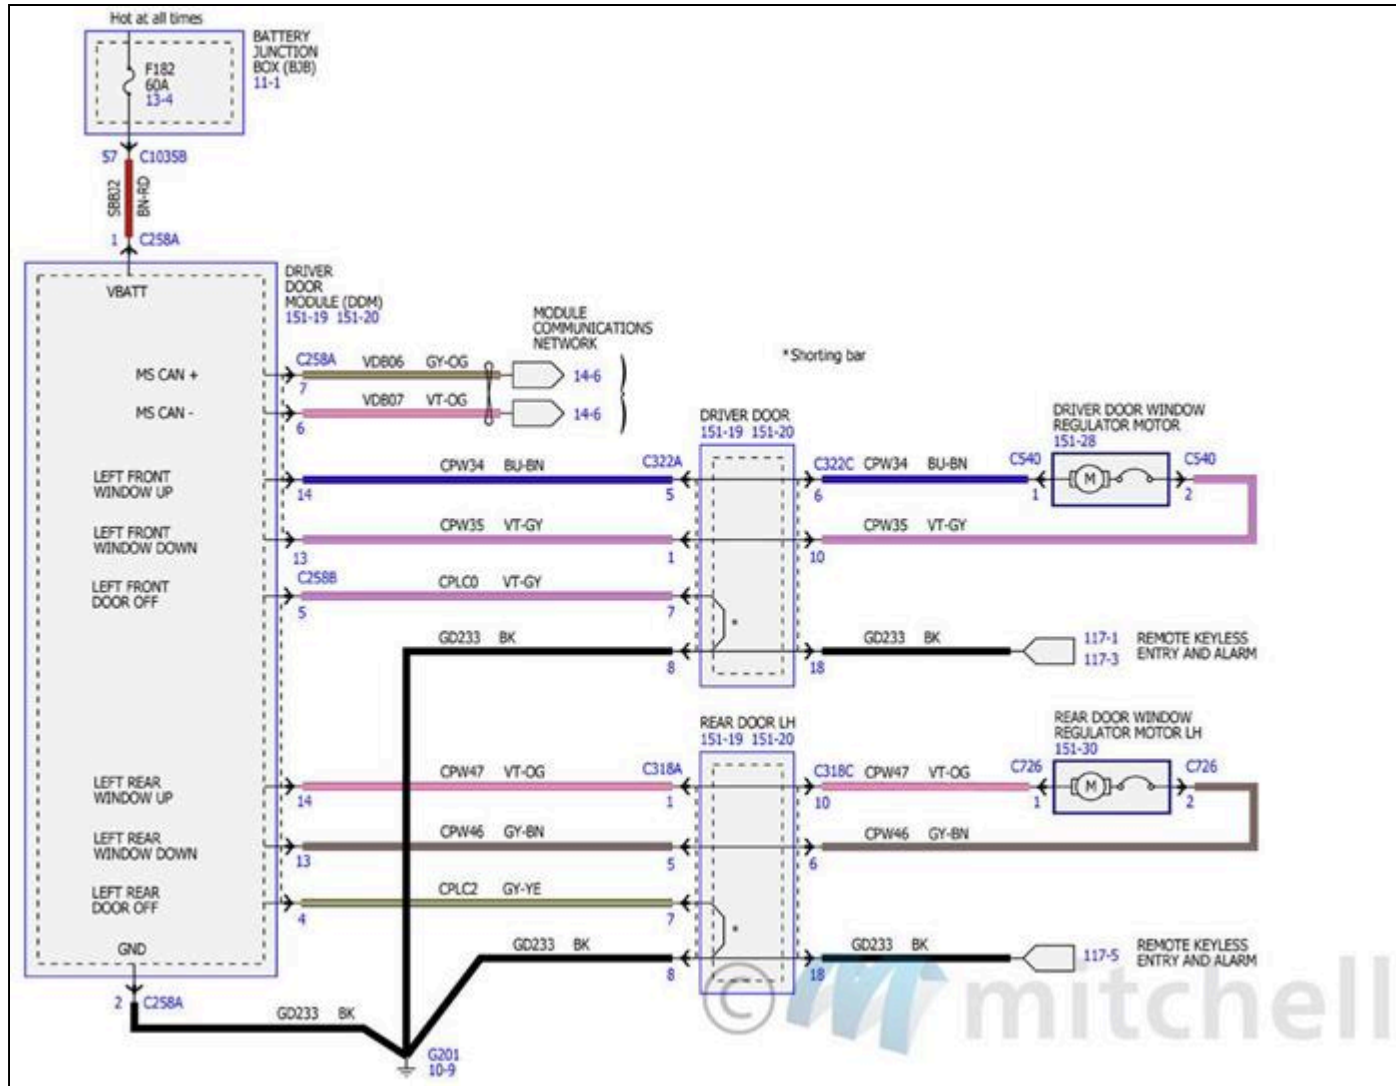 Hot at all times
BATTERY
JUNCTION
BOX (BJB)
11-1
F182
60A
13-4
57 C1035B
SBBJ2 BN-RD
1 C258A
VBATT
DRIVER
DOOR
MODULE (DDM)
151-19 151-20
MODULE
COMMUNICATIONS
NETWORK
*Shorting bar
MS CAN +
C258A
7
VDB06 GY-OG
14-6
MS CAN -
6
VDB07 VT-OG
14-6
DRIVER DOOR
151-19 151-20
DRIVER DOOR WINDOW
REGULATOR MOTOR
151-28
LEFT FRONT
WINDOW UP
14
CPW34 BU-BN
C322A
5
C322C
6
CPW34 BU-BN
C540
1
M
C540
2
LEFT FRONT
WINDOW DOWN
13
CPW35 VT-GY
1
10
CPW35 VT-GY
LEFT FRONT
DOOR OFF
C258B
5
CPLC0 VT-GY
7
*
GD233 BK
8
18
GD233 BK
117-1
117-3
REMOTE KEYLESS
ENTRY AND ALARM
REAR DOOR LH
151-19 151-20
REAR DOOR WINDOW
REGULATOR MOTOR LH
151-30
LEFT REAR
WINDOW UP
14
CPW47 VT-OG
C318A
1
C318C
10
CPW47 VT-OG
C726
1
M
C726
2
LEFT REAR
WINDOW DOWN
13
CPW46 GY-BN
5
6
CPW46 GY-BN
LEFT REAR
DOOR OFF
4
CPLC2 GY-YE
7
*
GND
GD233 BK
8
18
GD233 BK
117-5
REMOTE KEYLESS
ENTRY AND ALARM
2 C258A
GD233 BK
G201
10-9
© mitchell